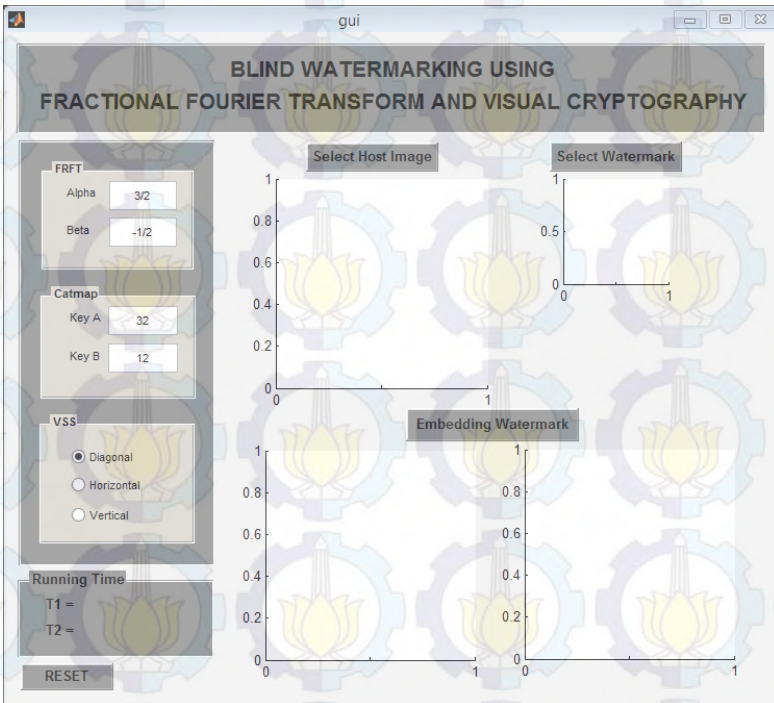 gui
BLIND WATERMARKING USING
FRACTIONAL FOURIER TRANSFORM AND VISUAL CRYPTOGRAPHY
FRFT
Alpha 3/2
Beta -1/2
Catmap
Key A 32
Key B 12
VSS
Diagonal
Horizontal
Vertical
Running Time
T1 =
T2 =
RESET
Select Host Image
1
0.8
0.6
0.4
0.2
0
0 1
Select Watermark
1
0.5
0
0 1
Embedding Watermark
1
0.8
0.6
0.4
0.2
0
0 1
1
0.8
0.6
0.4
0.2
0
0 1